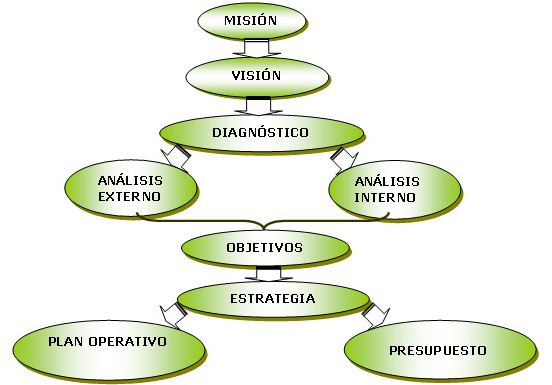 MISIÓN
VISIÓN
DIAGNÓSTICO
ANÁLISIS
EXTERNO
ANÁLISIS
INTERNO
OBJETIVOS
ESTRATEGIA
PLAN OPERATIVO
PRESUPUESTO